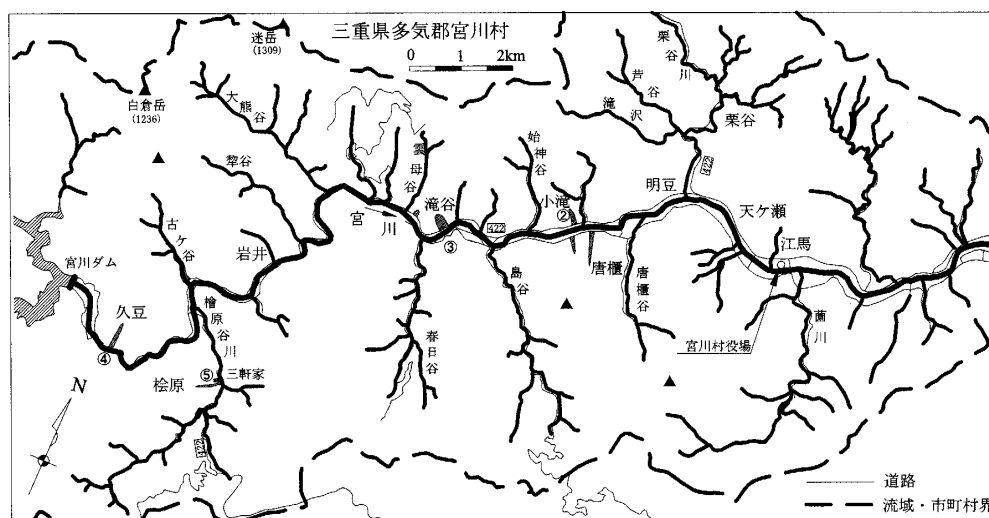 三重県多気郡宮川村
0 1 2km
迷岳
(1309)
白倉岳
(1236)
大熊谷
犂谷
古ヶ谷
岩井
宮川ダム
久豆
④
檜原谷川
桧原
⑤
三軒家
422
N
宮川
雲母谷
滝谷
③
422
春日谷
島谷
始神谷
小滝
②
唐櫃
唐櫃谷
芦谷
滝沢
栗谷川
栗谷
422
明豆
天ケ瀬
江馬
宮川村役場
薗川
道路
流域・市町村界